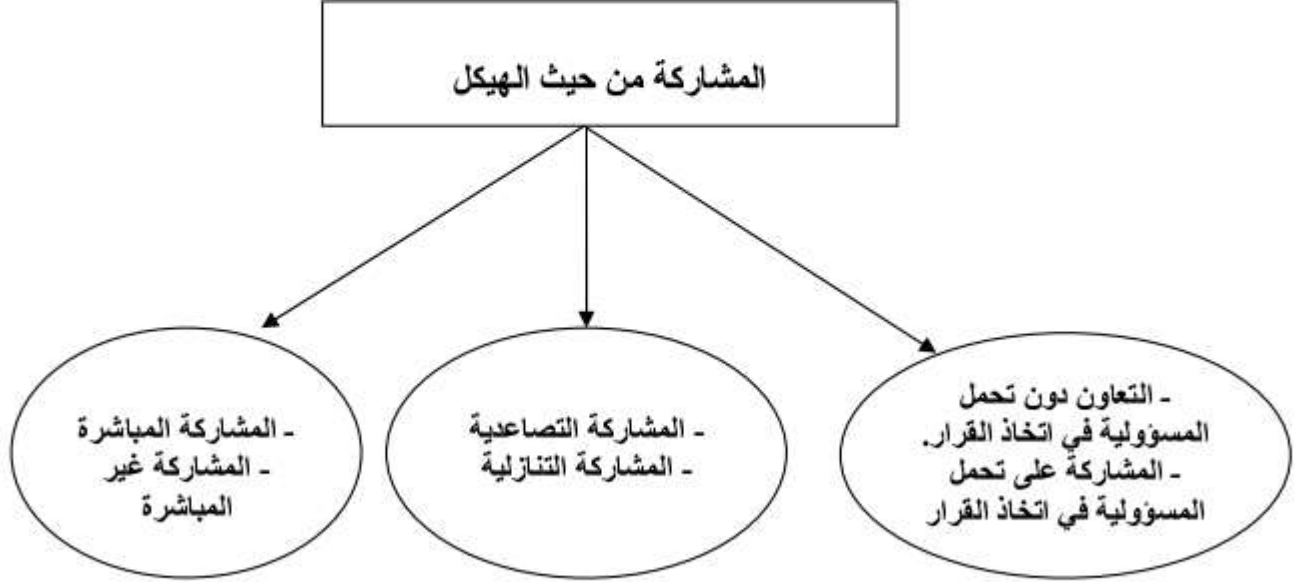 المشاركة من حيث الهيكل
- التعاون دون تحمل
المسؤولية في اتخاذ القرار.
- المشاركة على تحمل
المسؤولية في اتخاذ القرار
- المشاركة التصاعدية
- المشاركة التنازلية
- المشاركة المباشرة
- المشاركة غير
المباشرة